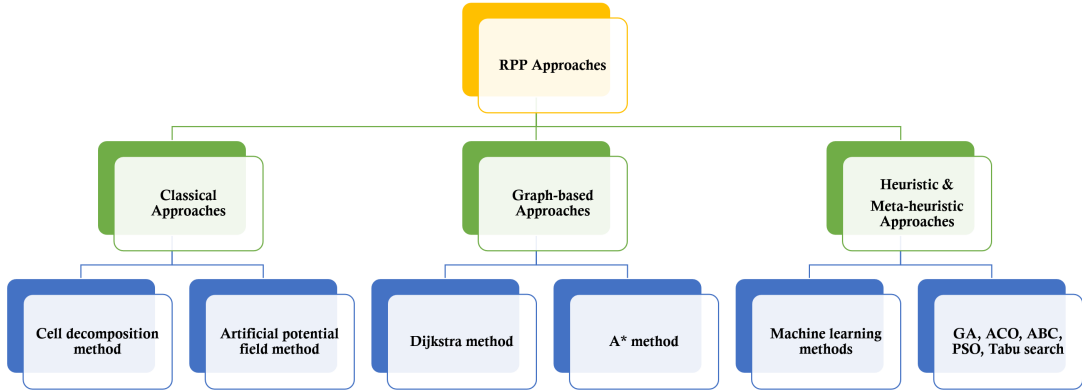 RPP Approaches
Classical
Approaches
Graph-based
Approaches
Heuristic &
Meta-heuristic
Approaches
Cell decomposition
method
Artificial potential
field method
Dijkstra method
A* method
Machine learning
methods
GA, ACO, ABC,
PSO, Tabu search